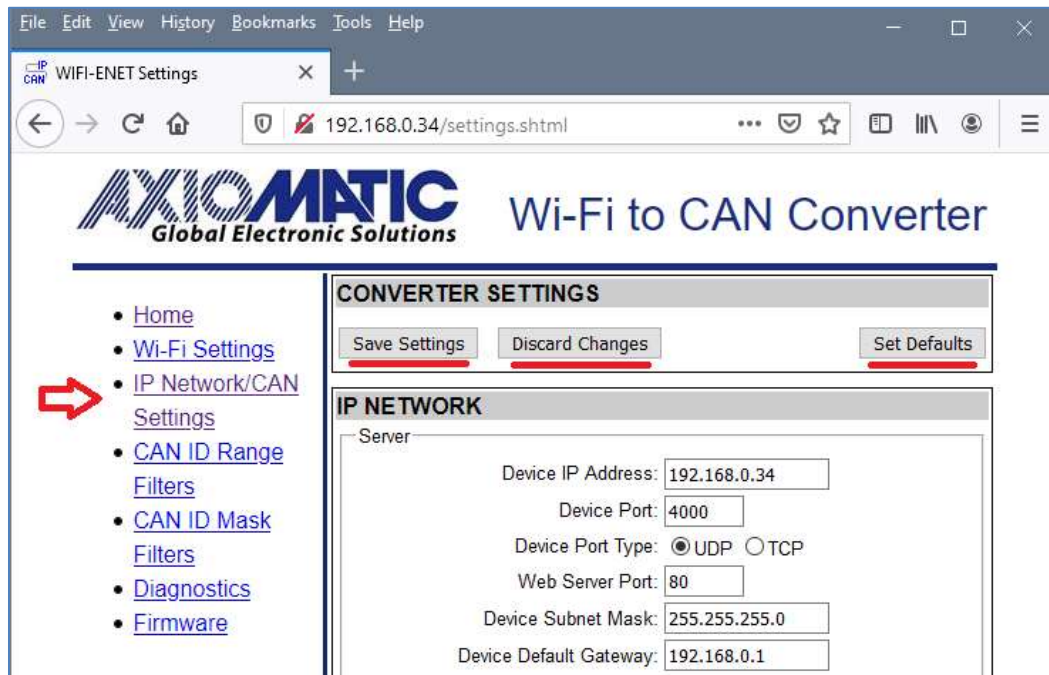 File Edit View History Bookmarks Tools Help
IP
CAN
WIFI-ENET Settings
192.168.0.34/settings.shtml
AXIOMATIC
Global Electronic Solutions
Wi-Fi to CAN Converter
Home
Wi-Fi Settings
IP Network/CAN
Settings
CAN ID Range
Filters
CAN ID Mask
Filters
Diagnostics
Firmware
CONVERTER SETTINGS
Save Settings Discard Changes Set Defaults
IP NETWORK
Server
Device IP Address: 192.168.0.34
Device Port: 4000
Device Port Type: UDP TCP
Web Server Port: 80
Device Subnet Mask: 255.255.255.0
Device Default Gateway: 192.168.0.1